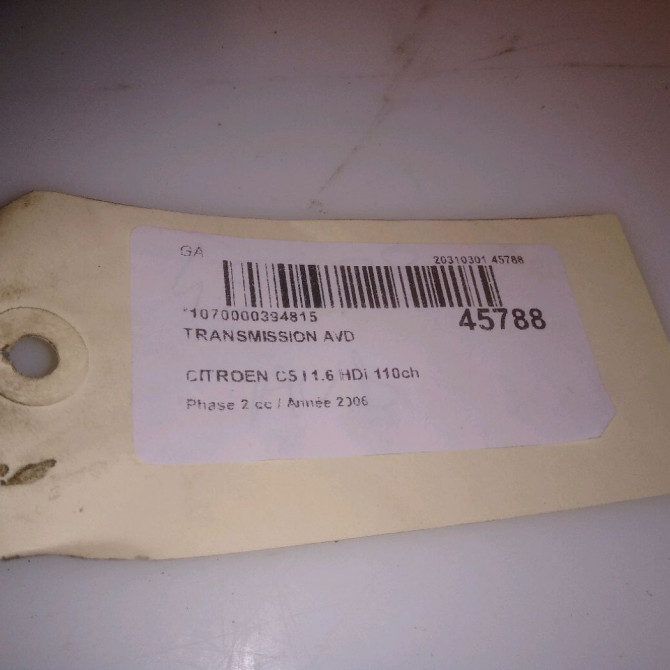 GA
20310301 45788
*1070000394815
45788
TRANSMISSION AVD
CITROEN C5 I 1.6 HDi 110ch
Phase 2 cc / Année 2006